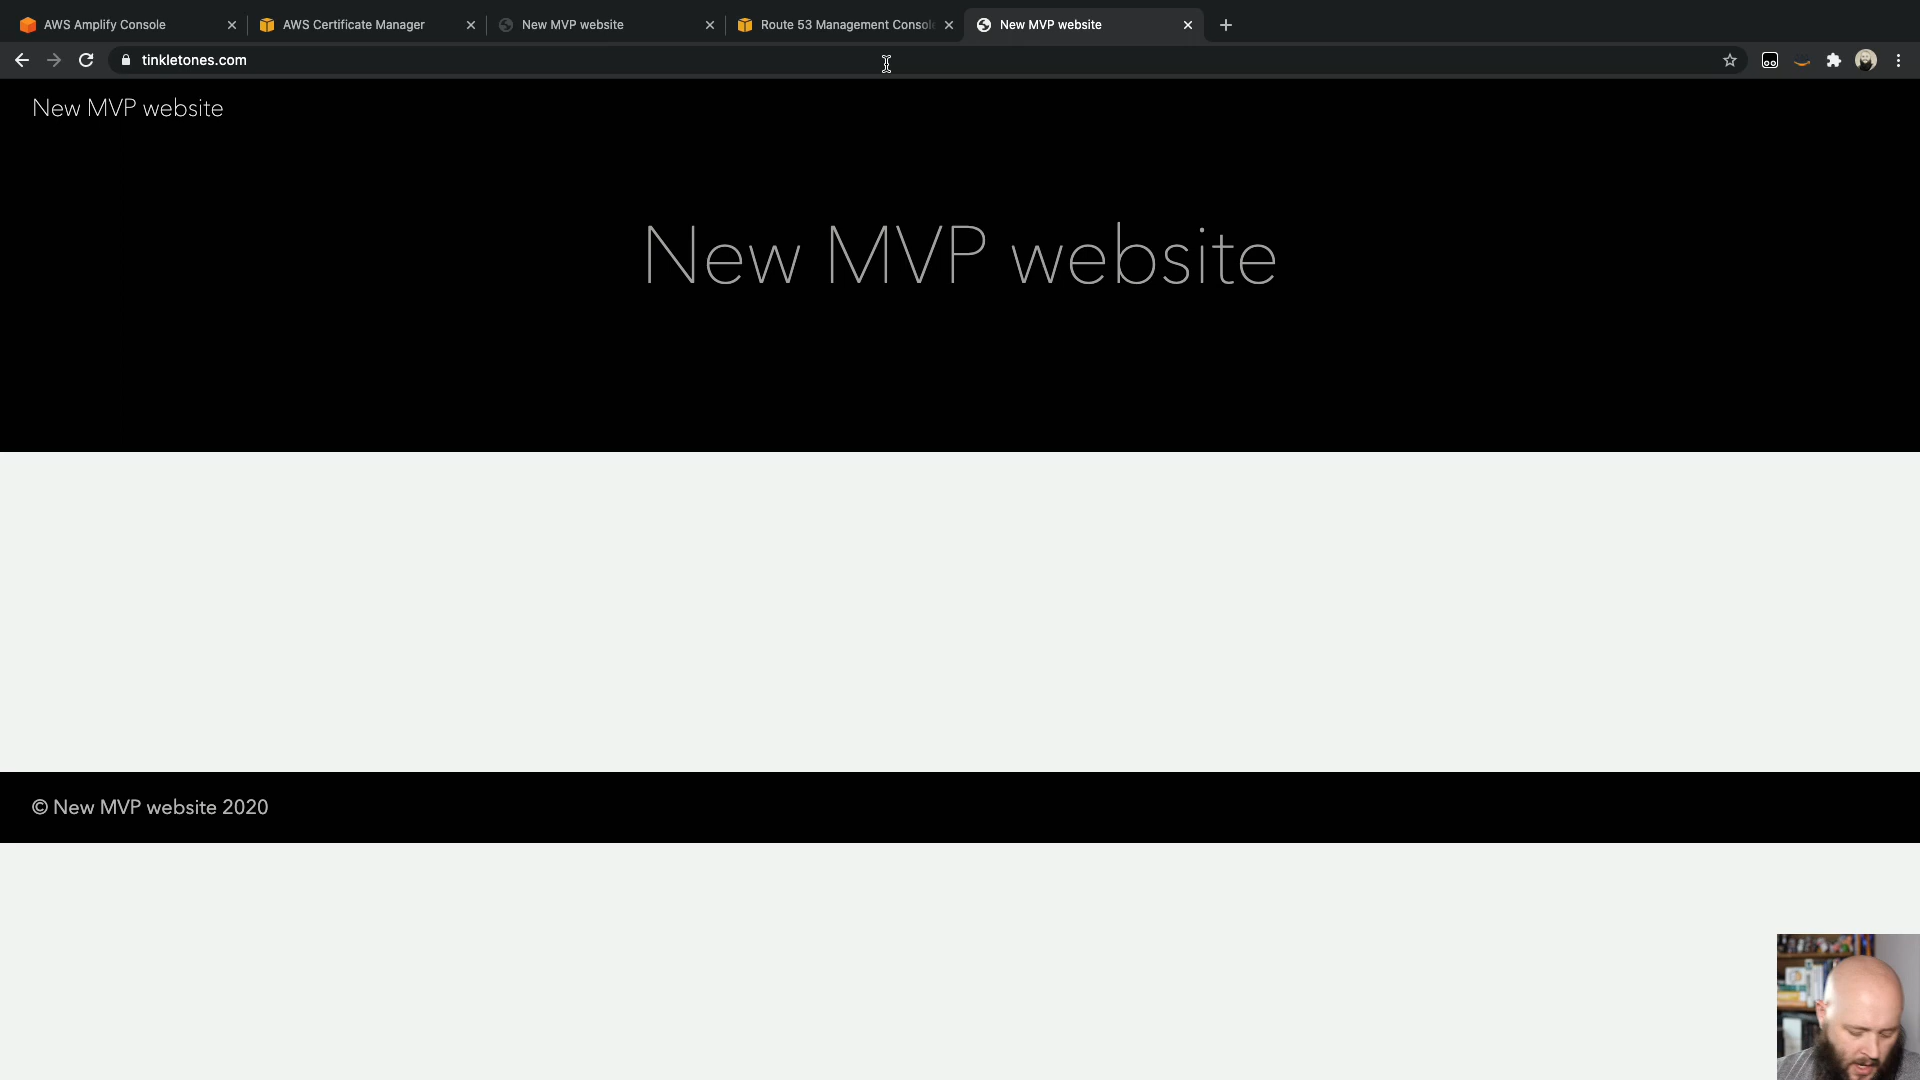 AWS Amplify Console
AWS Certificate Manager
New MVP website
Route 53 Management Consol
New MVP website
tinkletones.com
New MVP website
New MVP website
© New MVP website 2020